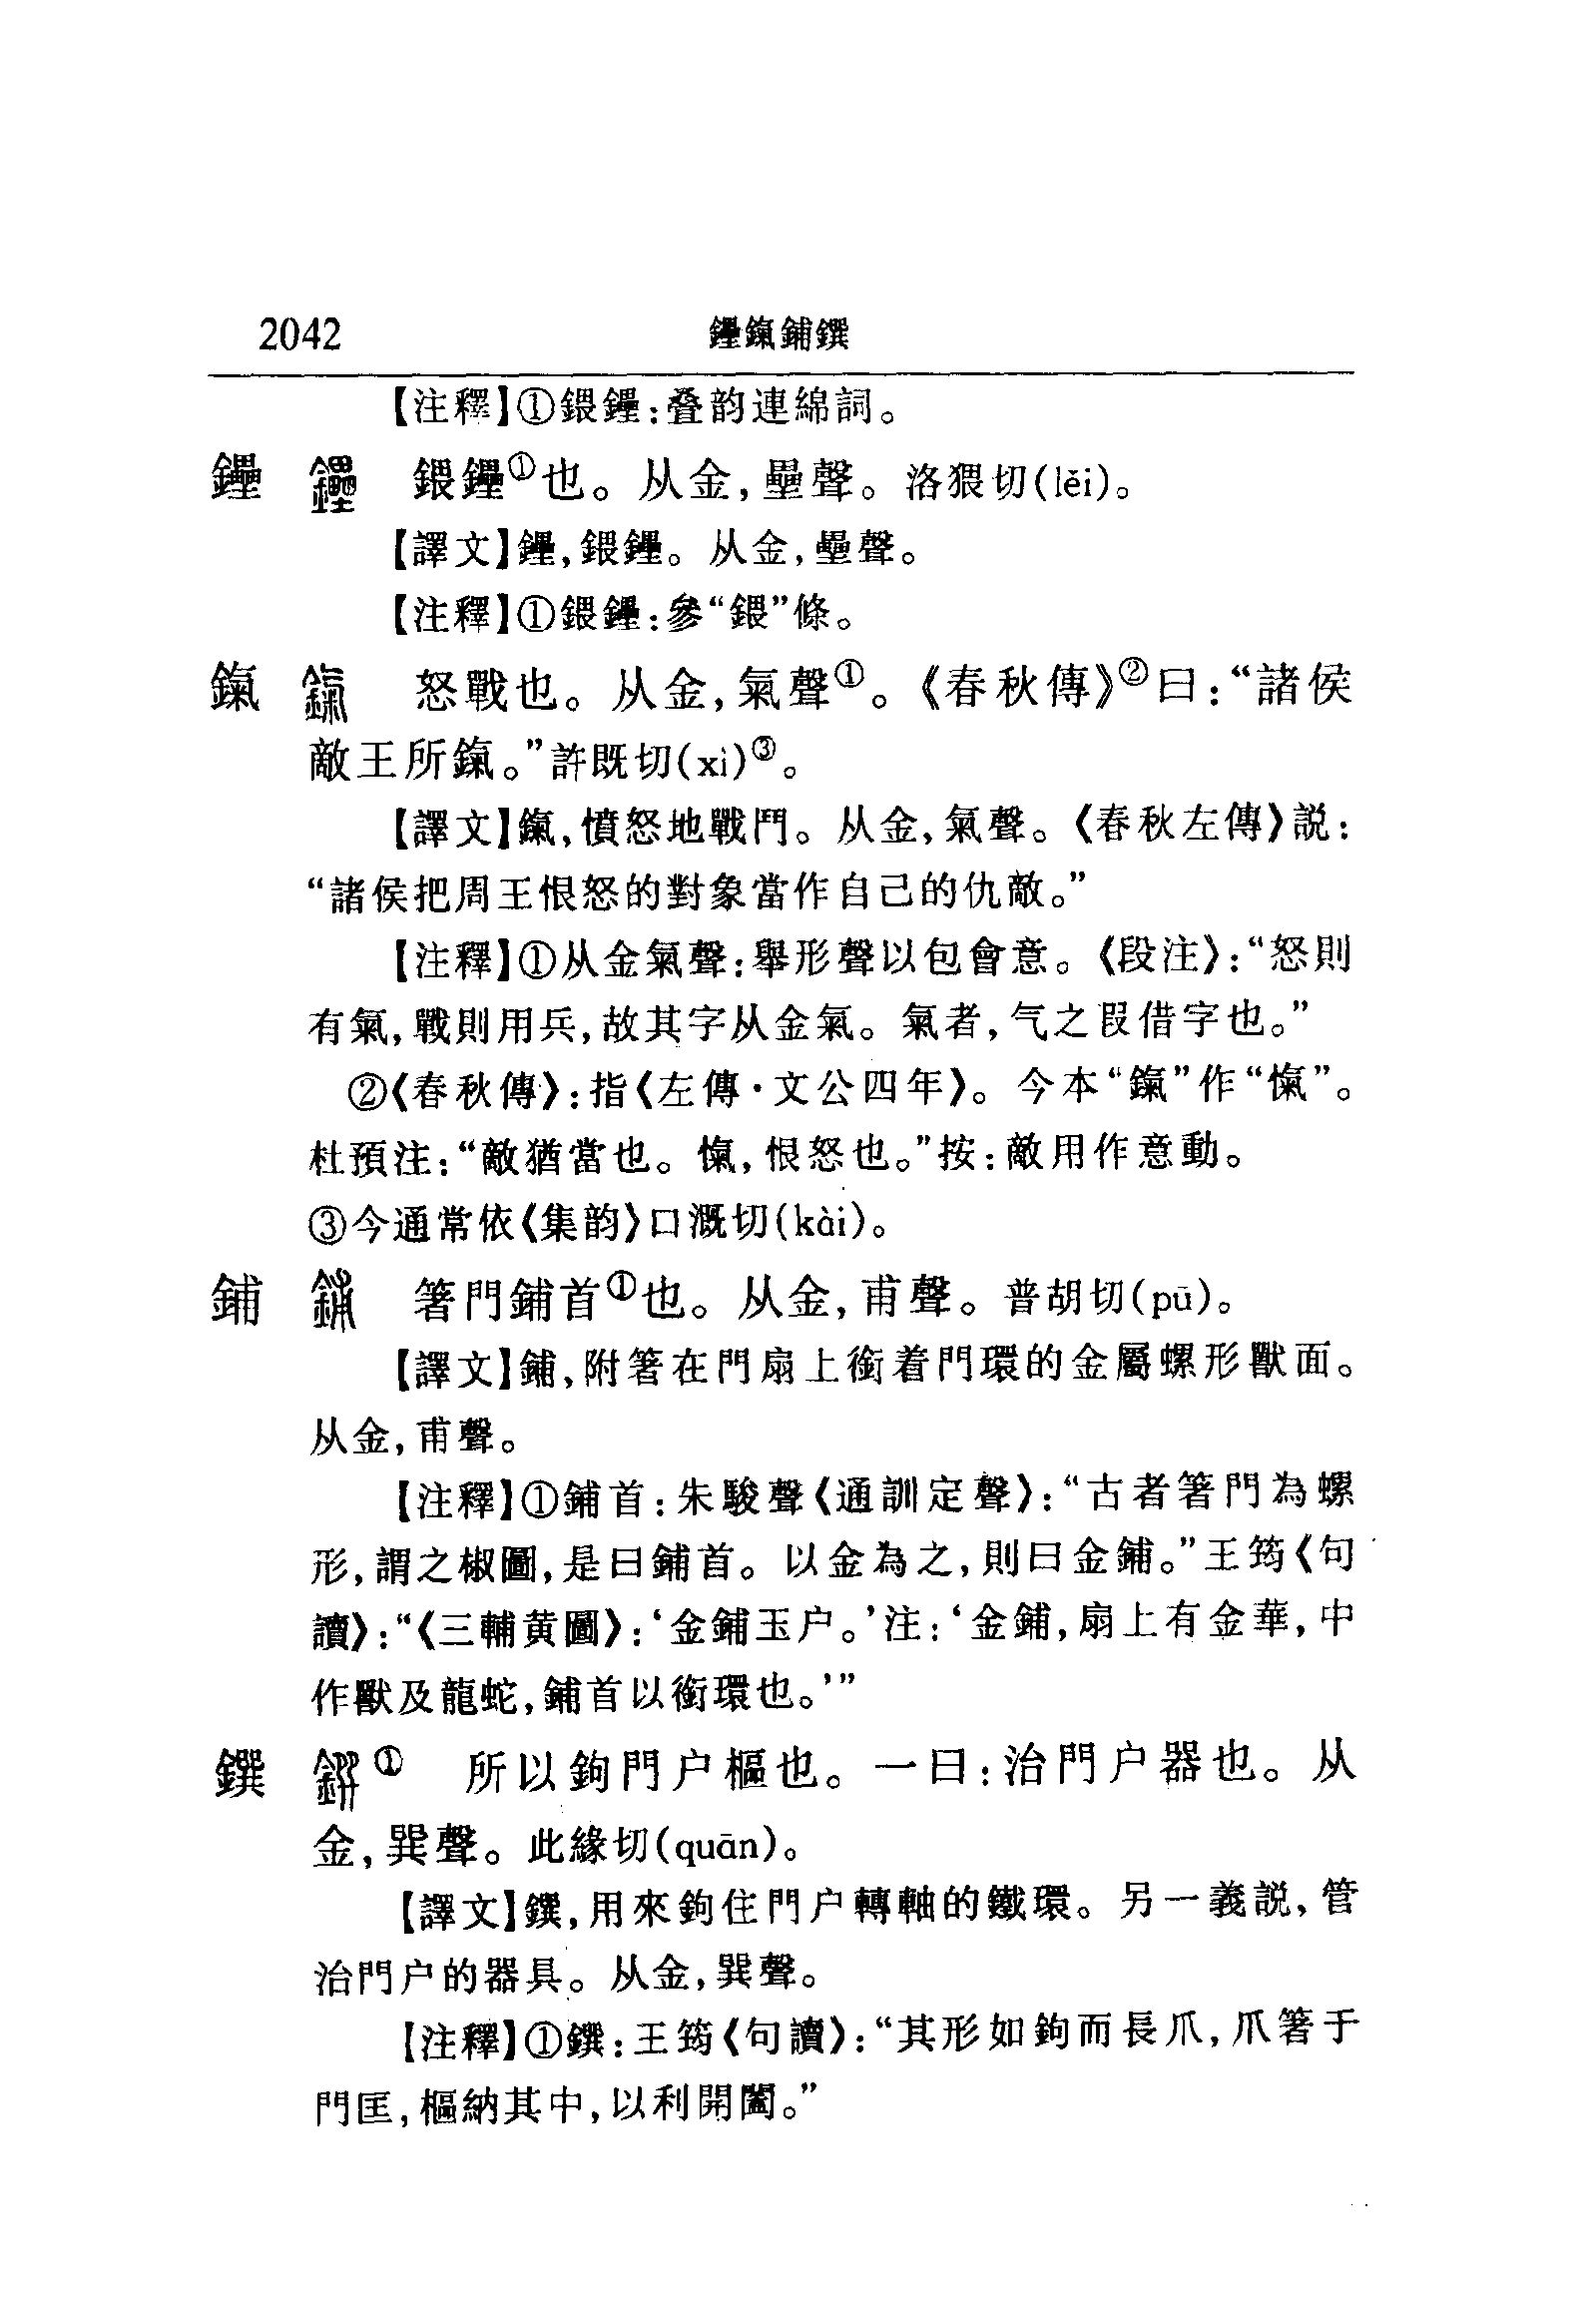 2042 鑸鎎鋪鐉
【注釋】①鍡鑸：叠韵連綿詞。
鑸 鍡鑸①也。从金，壘聲。洛猥切(lěi)。
【譯文】鑸，鍡鑸。从金，壘聲。
【注釋】①鍡鑸：參“鍡”條。
鎎 怒戰也。从金，氣聲①。《春秋傳》②曰：“諸侯
敵王所鎎。”許既切(xì)③。
【譯文】鎎，憤怒地戰鬥。从金，氣聲。《春秋左傳》説：
“諸侯把周王恨怒的對象當作自己的仇敵。”
【注釋】①从金氣聲：舉形聲以包會意。《段注》：“怒則
有氣，戰則用兵，故其字从金氣。氣者，气之叚借字也。”
②《春秋傳》：指《左傳·文公四年》。今本“鎎”作“愾”。
杜預注：“敵猶當也。愾，恨怒也。”按：敵用作意動。
③今通常依《集韵》口溉切(kài)。
鋪 箸門鋪首①也。从金，甫聲。普胡切(pū)。
【譯文】鋪，附箸在門扇上銜着門環的金屬螺形獸面。
从金，甫聲。
【注釋】①鋪首：朱駿聲《通訓定聲》：“古者箸門為螺
形，謂之椒圖，是曰鋪首。以金為之，則曰金鋪。”王筠《句
讀》：“《三輔黄圖》：‘金鋪玉户。’注：‘金鋪，扇上有金華，中
作獸及龍蛇，鋪首以銜環也。’”
鐉 ① 所以鉤門户樞也。一曰：治門户器也。从
金，巽聲。此緣切(quān)。
【譯文】鐉，用來鉤住門户轉軸的鐵環。另一義説，管
治門户的器具。从金，巽聲。
【注釋】①鐉：王筠《句讀》：“其形如鉤而長爪，爪箸于
門匡，樞納其中，以利開闔。”